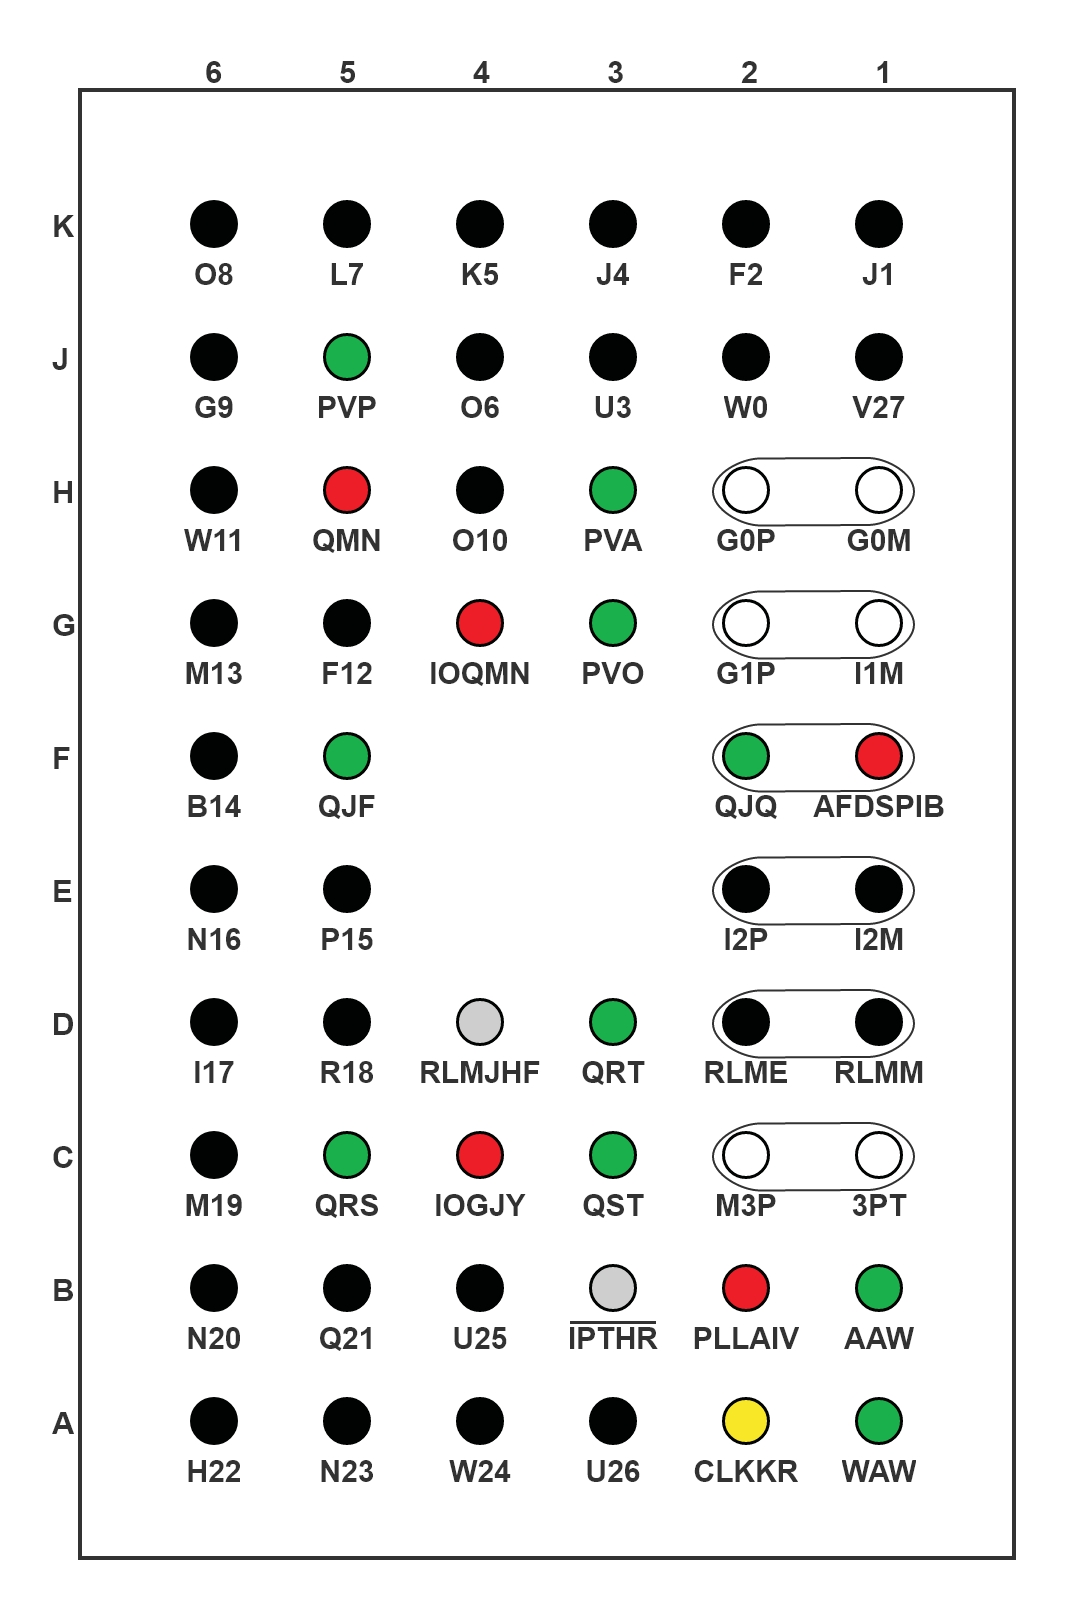 6 5 4 3 2 1
K
O8 L7 K5 J4 F2 J1
J
G9 PVP O6 U3 W0 V27
H
W11 QMN O10 PVA G0P G0M
G
M13 F12 IOQMN PVO G1P I1M
F
B14 QJF QJQ AFDSPIB
E
N16 P15 I2P I2M
D
I17 R18 RLMJHF QRT RLME RLMM
C
M19 QRS IOGJY QST M3P 3PT
B
N20 Q21 U25 IPTHR PLLAIV AAW
A
H22 N23 W24 U26 CLKKR WAW